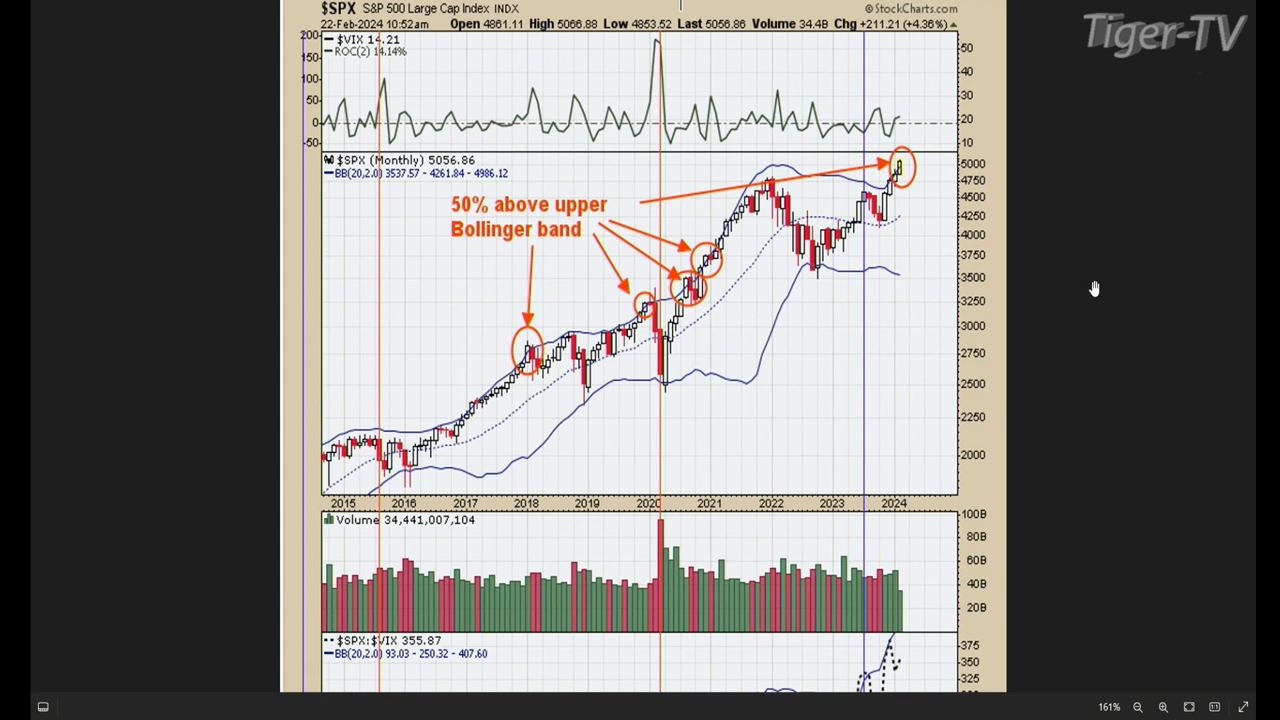 $SPX S&P 500 Large Cap Index INDX
© StockCharts.com
22-Feb-2024 10:52am Open 4861.11 High 5066.88 Low 4853.52 Last 5056.86 Volume 34.4B Chg +211.21 (+4.36%)
Tiger-TV
$VIX 14.21
ROC(2) 14.14%
200
150
100
50
0
-50
50
40
30
20
10
$SPX (Monthly) 5056.86
BB(20,2.0) 3537.57 - 4261.84 - 4986.12
50% above upper
Bollinger band
5000
4750
4500
4250
4000
3750
3500
3250
3000
2750
2500
2250
2000
2015 2016 2017 2018 2019 2020 2021 2022 2023 2024
Volume 34,441,007,104
100B
80B
60B
40B
20B
$SPX:$VIX 355.87
BB(20,2.0) 93.03 - 250.32 - 407.60
375
350
325
161%